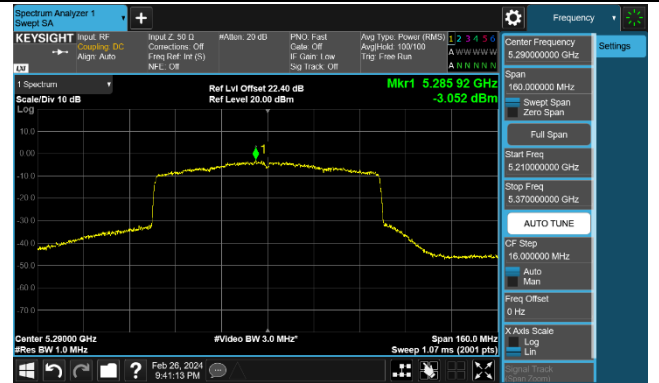 Spectrum Analyzer 1
Swept SA
Frequency
KEYSIGHT
Input: RF
Coupling: DC
Align: Auto
Input Z: 50 Ω
Corrections: Off
Freq Ref: Int (S)
NFE: Off
#Atten: 20 dB
PNO: Fast
Gate: Off
IF Gain: Low
Sig Track: Off
Avg Type: Power (RMS)
Avg|Hold: 100/100
Trig: Free Run
1 2 3 4 5 6
A W W W W W
A N N N N N
LXI
1 Spectrum
Scale/Div 10 dB
Log
Ref Lvl Offset 22.40 dB
Ref Level 20.00 dBm
Mkr1 5.285 92 GHz
-3.052 dBm
1
10.0
0.00
-10.0
-20.0
-30.0
-40.0
-50.0
-60.0
-70.0
Center 5.29000 GHz
#Res BW 1.0 MHz
#Video BW 3.0 MHz*
Span 160.0 MHz
Sweep 1.07 ms (2001 pts)
Feb 26, 2024
9:41:13 PM
?
Center Frequency
5.290000000 GHz
Settings
Span
160.000000 MHz
Swept Span
Zero Span
Full Span
Start Freq
5.210000000 GHz
Stop Freq
5.370000000 GHz
AUTO TUNE
CF Step
16.000000 MHz
Auto
Man
Freq Offset
0 Hz
X Axis Scale
Log
Lin
Signal Track
(Span Zoom)